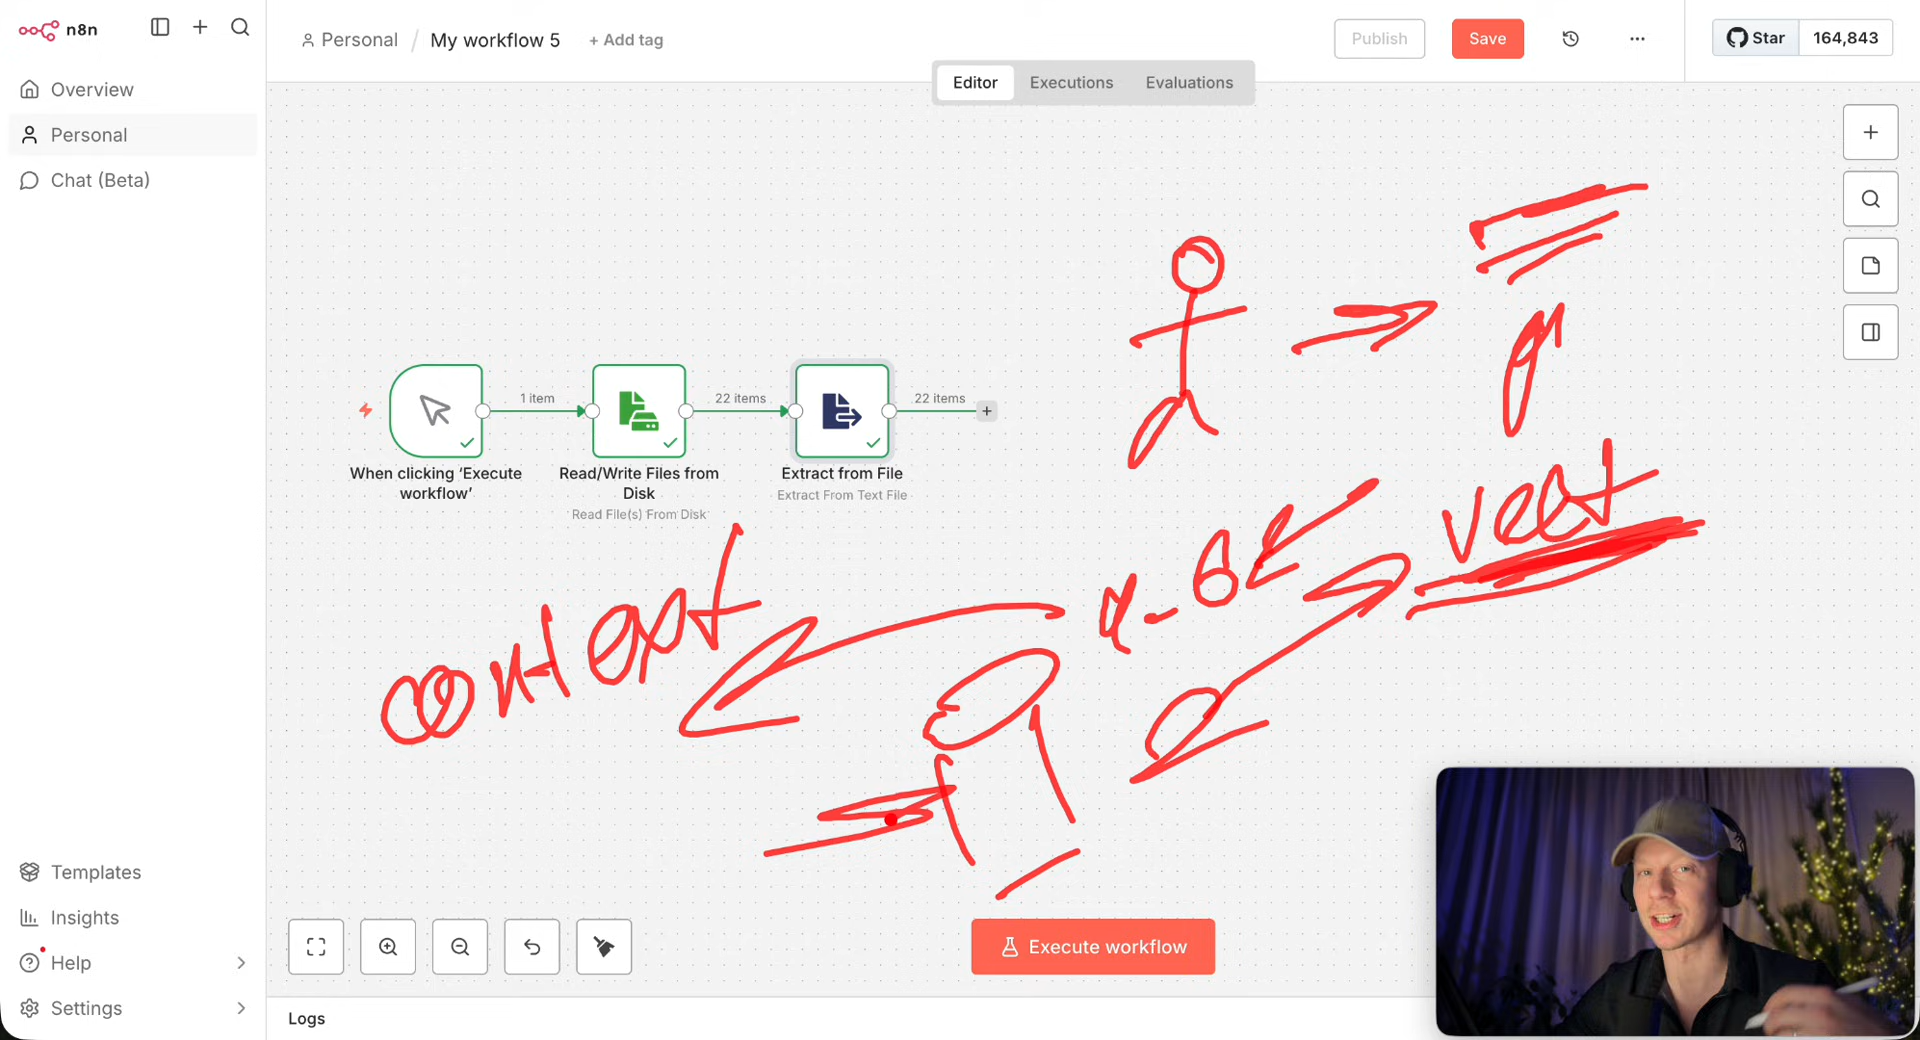 n8n
Personal / My workflow 5 + Add tag
Publish
Save
Star 164,843
Editor Executions Evaluations
Overview
Personal
Chat (Beta)
1 item
22 items
22 items
When clicking ‘Execute workflow’
Read/Write Files from Disk
Read File(s) From Disk
Extract from File
Extract From Text File
context
vect
Templates
Insights
Help
Settings
Execute workflow
Logs